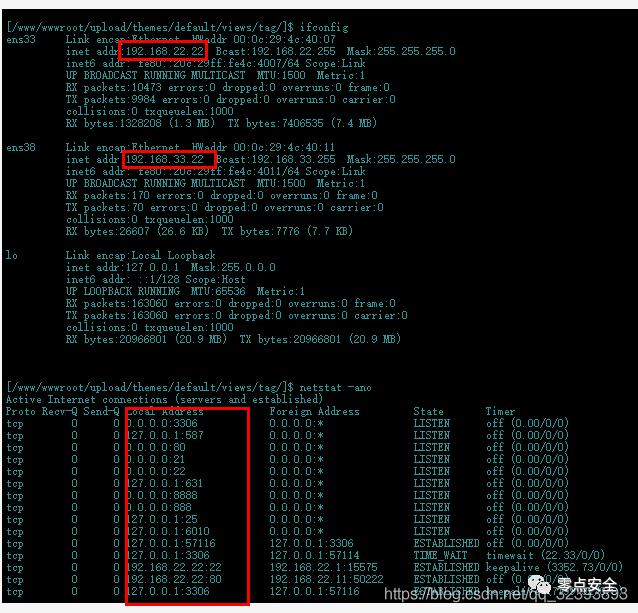 [/www/wwwroot/upload/themes/default/views/tag/]$ ifconfig
ens33 Link encap:Ethernet HWaddr 00:0c:29:4c:40:07
inet addr:192.168.22.22 Bcast:192.168.22.255 Mask:255.255.255.0
inet6 addr: fe80::20c:29ff:fe4c:4007/64 Scope:Link
UP BROADCAST RUNNING MULTICAST MTU:1500 Metric:1
RX packets:10473 errors:0 dropped:0 overruns:0 frame:0
TX packets:9984 errors:0 dropped:0 overruns:0 carrier:0
collisions:0 txqueuelen:1000
RX bytes:1328208 (1.3 MB) TX bytes:7406535 (7.4 MB)
ens38 Link encap:Ethernet HWaddr 00:0c:29:4c:40:11
inet addr:192.168.33.22 Bcast:192.168.33.255 Mask:255.255.255.0
inet6 addr: fe80::20c:29ff:fe4c:4011/64 Scope:Link
UP BROADCAST RUNNING MULTICAST MTU:1500 Metric:1
RX packets:170 errors:0 dropped:0 overruns:0 frame:0
TX packets:70 errors:0 dropped:0 overruns:0 carrier:0
collisions:0 txqueuelen:1000
RX bytes:26607 (26.6 KB) TX bytes:7776 (7.7 KB)
lo Link encap:Local Loopback
inet addr:127.0.0.1 Mask:255.0.0.0
inet6 addr: ::1/128 Scope:Host
UP LOOPBACK RUNNING MTU:65536 Metric:1
RX packets:163060 errors:0 dropped:0 overruns:0 frame:0
TX packets:163060 errors:0 dropped:0 overruns:0 carrier:0
collisions:0 txqueuelen:1000
RX bytes:20966801 (20.9 MB) TX bytes:20966801 (20.9 MB)
[/www/wwwroot/upload/themes/default/views/tag/]$ netstat -ano
Active Internet connections (servers and established)
Proto Recv-Q Send-Q Local Address Foreign Address State Timer
tcp 0 0 0.0.0.0:3306 0.0.0.0:* LISTEN off (0.00/0/0)
tcp 0 0 127.0.0.1:587 0.0.0.0:* LISTEN off (0.00/0/0)
tcp 0 0 0.0.0.0:80 0.0.0.0:* LISTEN off (0.00/0/0)
tcp 0 0 0.0.0.0:21 0.0.0.0:* LISTEN off (0.00/0/0)
tcp 0 0 0.0.0.0:22 0.0.0.0:* LISTEN off (0.00/0/0)
tcp 0 0 127.0.0.1:631 0.0.0.0:* LISTEN off (0.00/0/0)
tcp 0 0 0.0.0.0:8888 0.0.0.0:* LISTEN off (0.00/0/0)
tcp 0 0 0.0.0.0:888 0.0.0.0:* LISTEN off (0.00/0/0)
tcp 0 0 127.0.0.1:25 0.0.0.0:* LISTEN off (0.00/0/0)
tcp 0 0 127.0.0.1:6010 0.0.0.0:* LISTEN off (0.00/0/0)
tcp 0 0 127.0.0.1:57116 127.0.0.1:3306 ESTABLISHED off (0.00/0/0)
tcp 0 0 127.0.0.1:3306 127.0.0.1:57114 TIME_WAIT timewait (22.33/0/0)
tcp 0 0 192.168.22.22:22 192.168.22.1:15575 ESTABLISHED keepalive (3352.73/0/0)
tcp 0 0 192.168.22.22:80 192.168.22.11:50222 ESTABLISHED off (0.00/0/0)
tcp 0 0 127.0.0.1:3306 127.0.0.1:57116 ESTABLISHED
零点安全
https://blog.csdn.net/qq_32393893